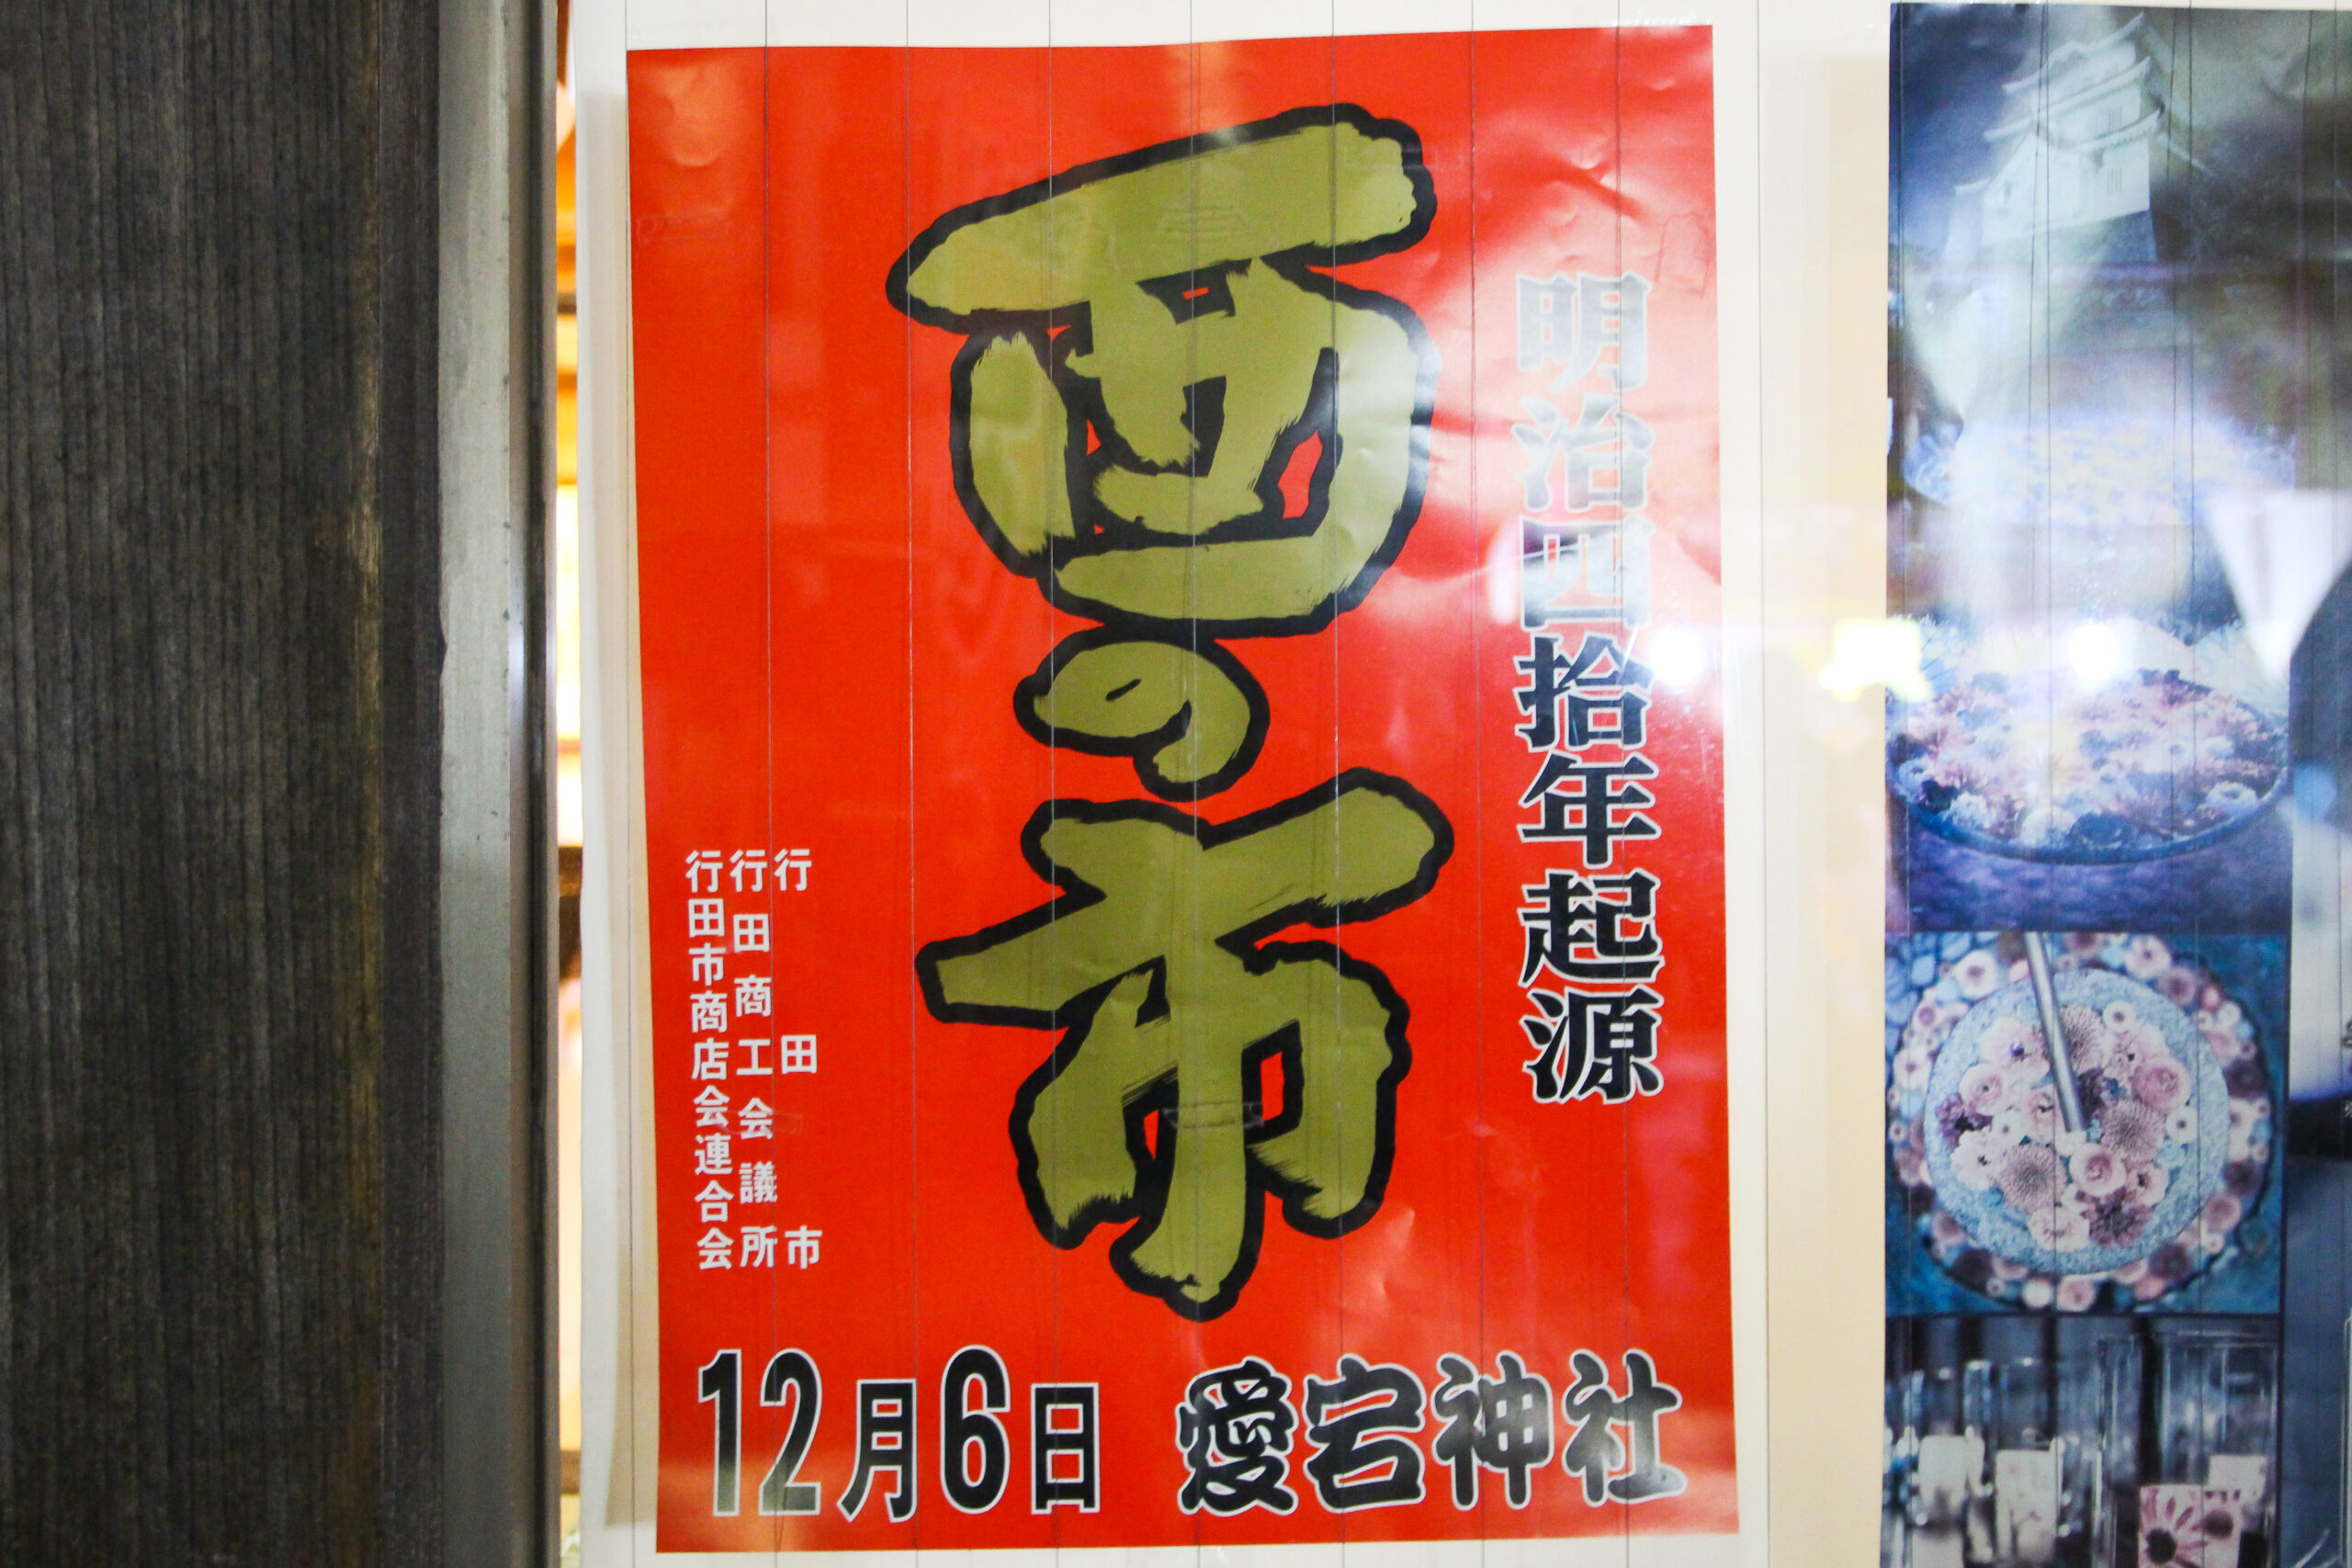 明治四拾年起源
酉の市
行田市
行田商工会議所
行田市商店会連合会
12月6日 愛宕神社